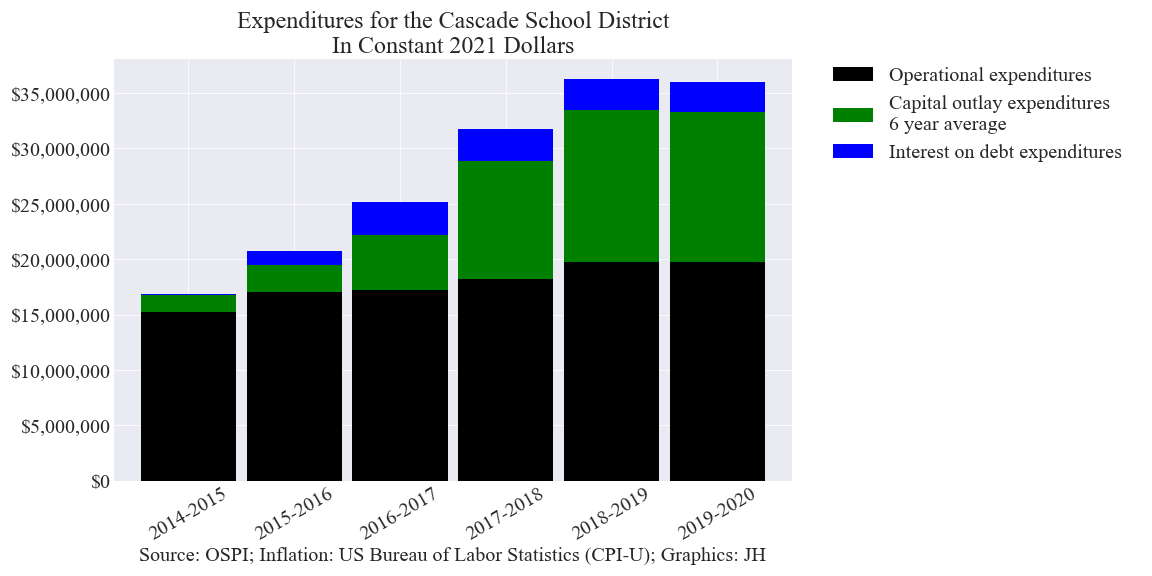 Expenditures for the Cascade School District
In Constant 2021 Dollars
Operational expenditures
Capital outlay expenditures
6 year average
Interest on debt expenditures
$35,000,000
$30,000,000
$25,000,000
$20,000,000
$15,000,000
$10,000,000
$5,000,000
$0
2014-2015
2015-2016
2016-2017
2017-2018
2018-2019
2019-2020
Source: OSPI; Inflation: US Bureau of Labor Statistics (CPI-U); Graphics: JH